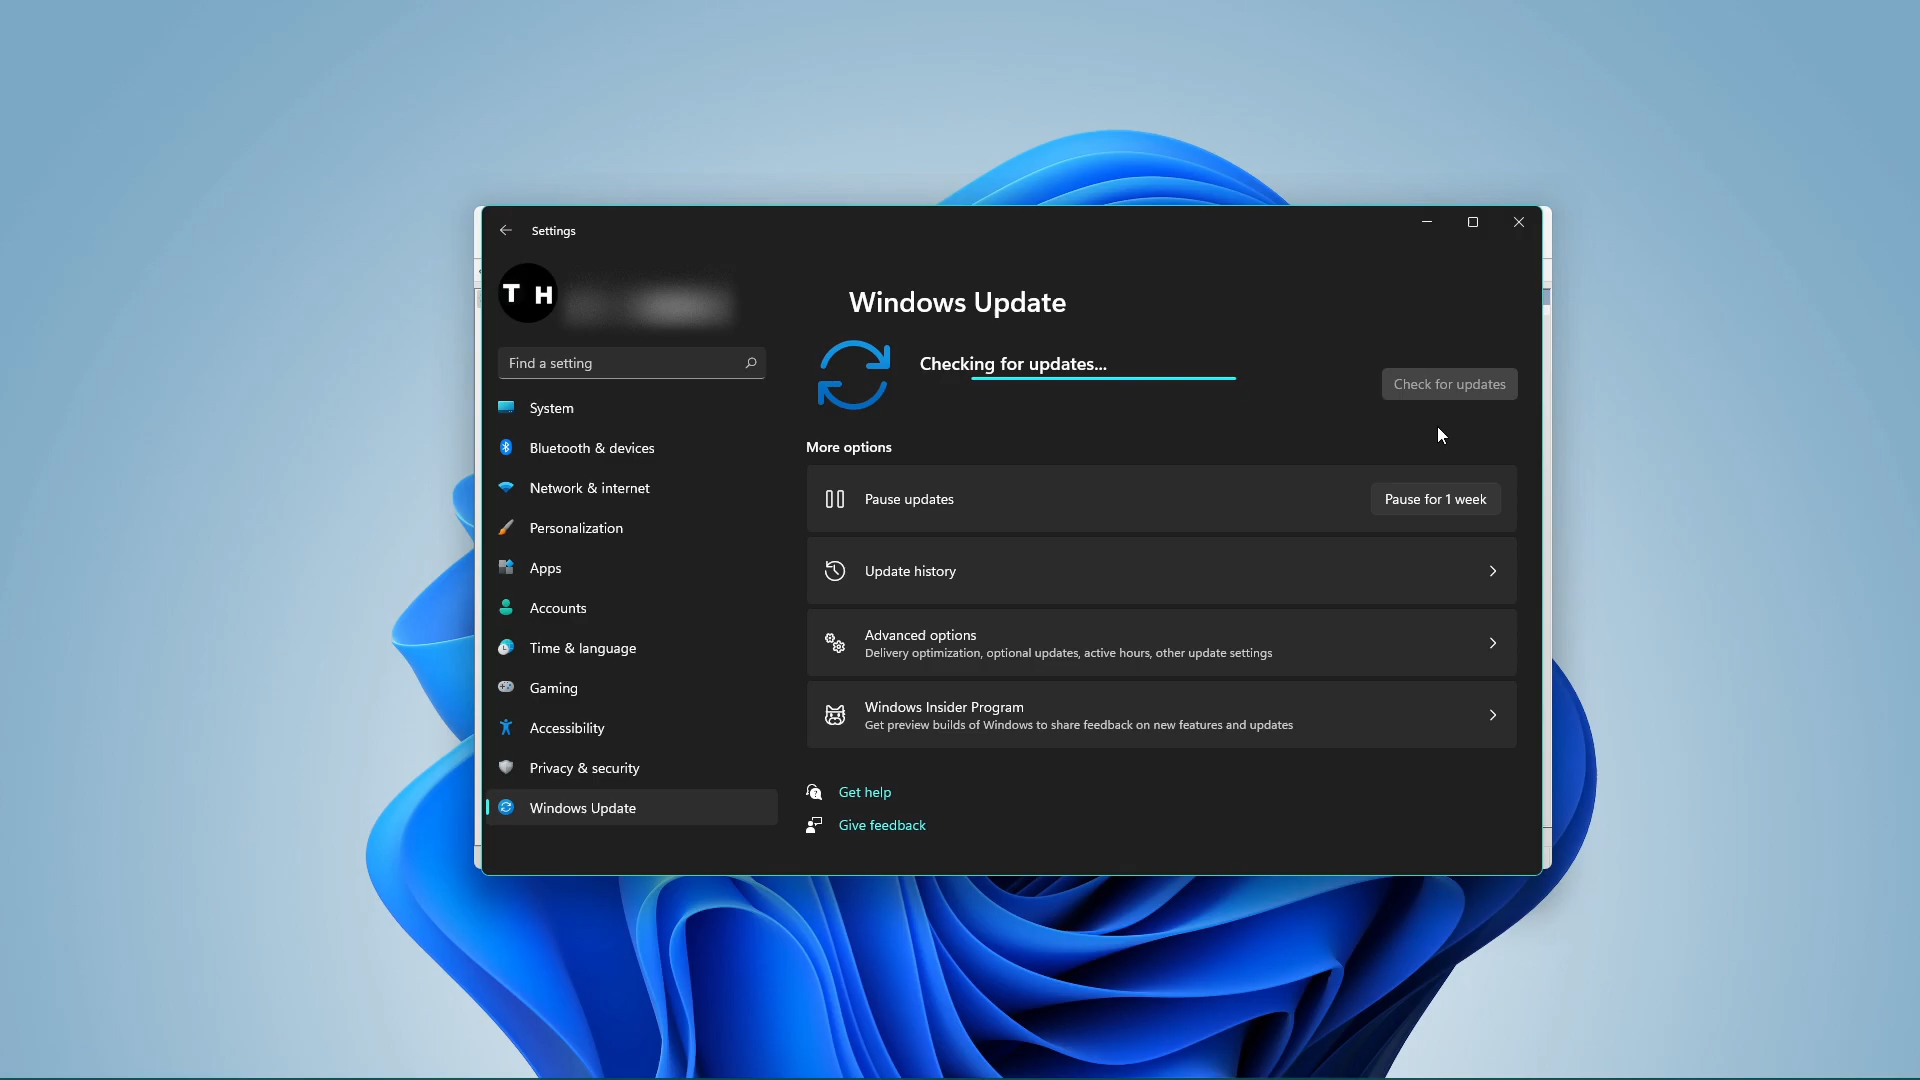 Settings
T H
Windows Update
Find a setting
Checking for updates...
Check for updates
System
Bluetooth & devices
Network & internet
Personalization
Apps
Accounts
Time & language
Gaming
Accessibility
Privacy & security
Windows Update
More options
Pause updates
Pause for 1 week
Update history
Advanced options
Delivery optimization, optional updates, active hours, other update settings
Windows Insider Program
Get preview builds of Windows to share feedback on new features and updates
Get help
Give feedback